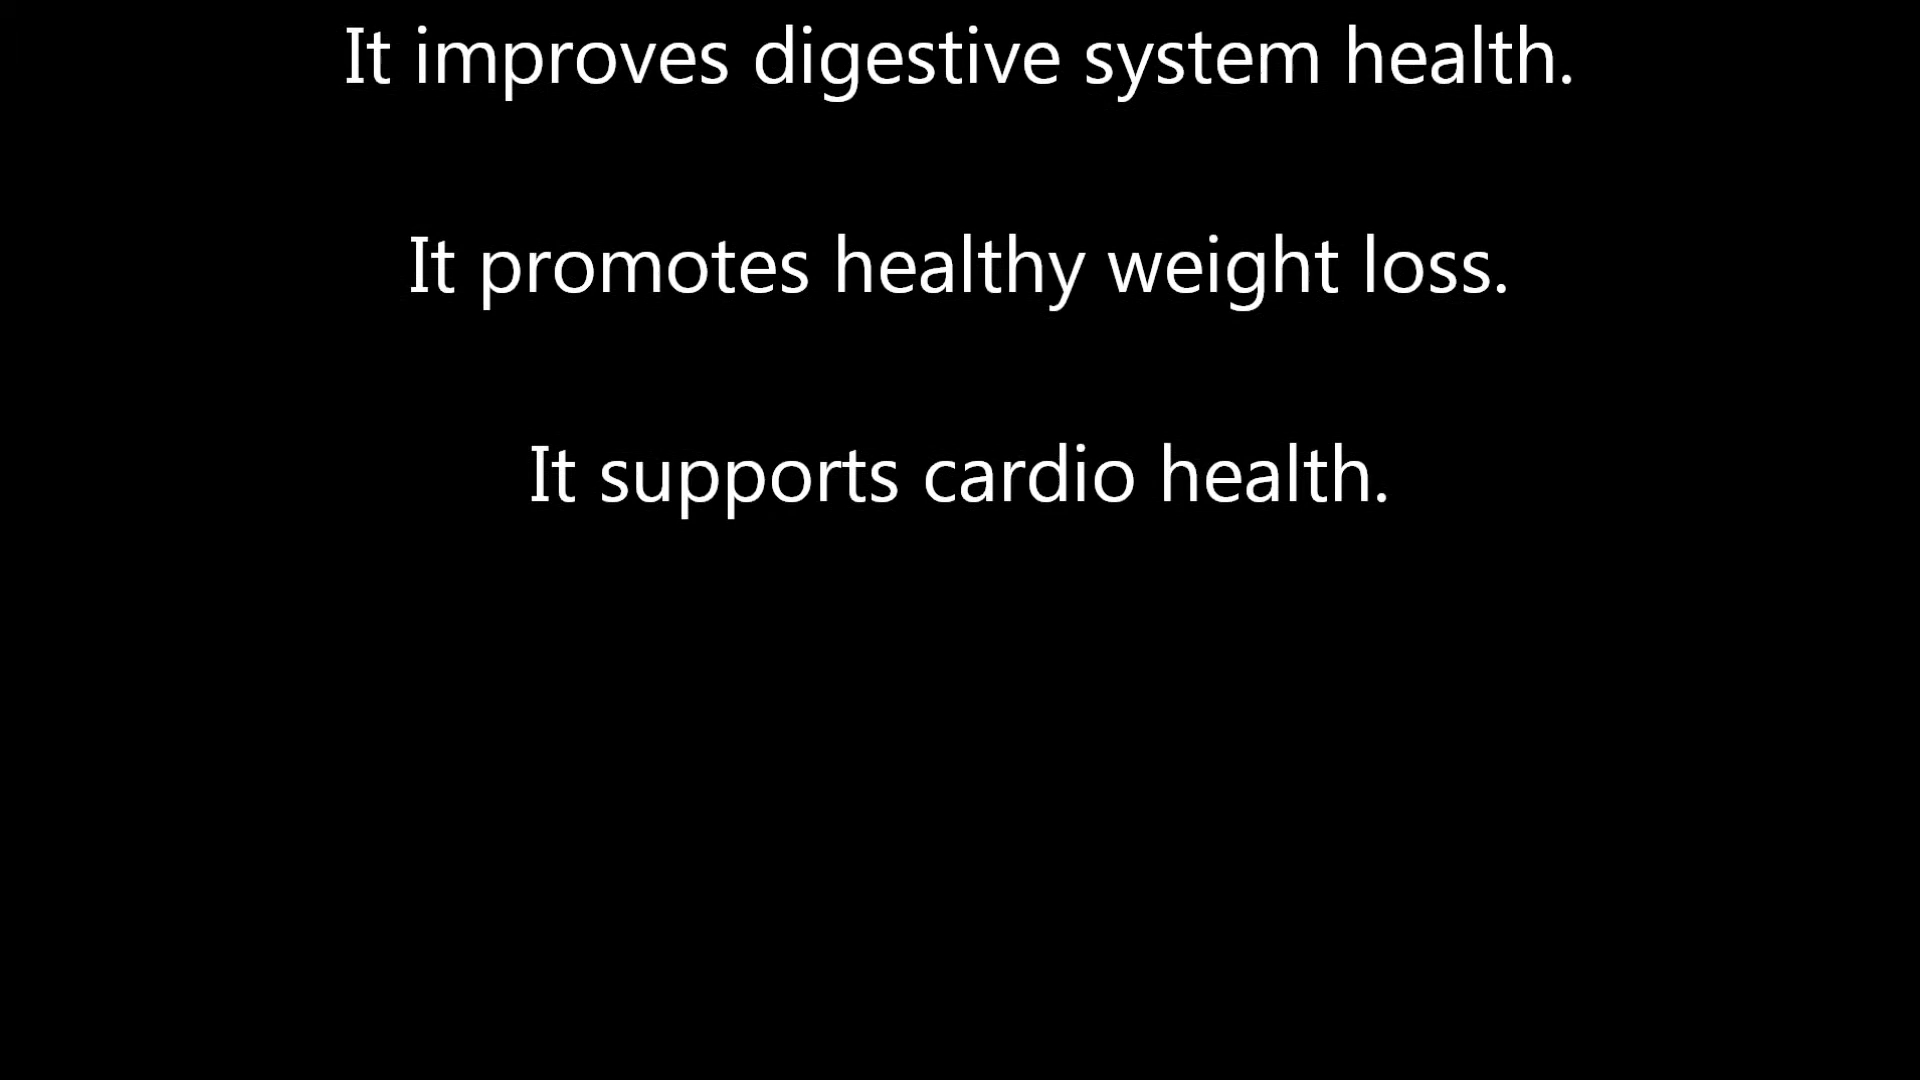 It improves digestive system health.
It promotes healthy weight loss.
It supports cardio health.